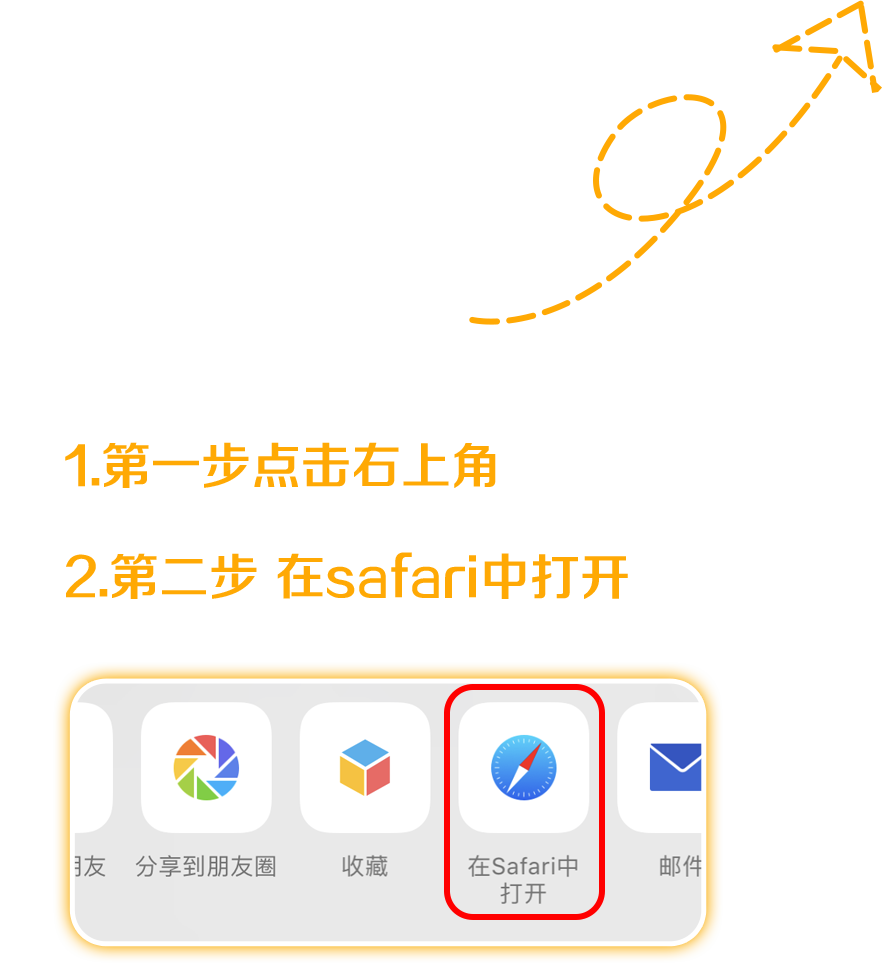 1.第一步点击右上角
2.第二步 在safari中打开
朋友
分享到朋友圈
收藏
在Safari中
打开
邮件